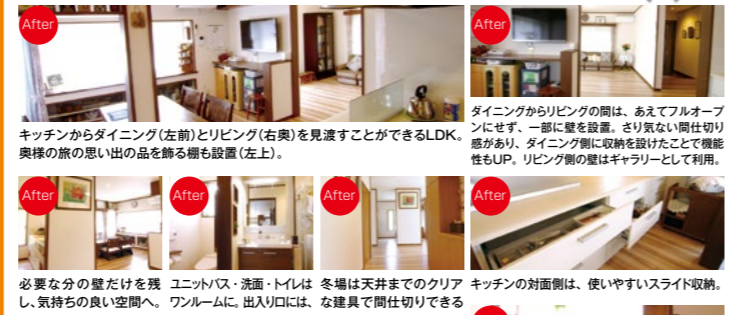 After
キッチンからダイニング(左前)とリビング(右奥)を見渡すことができるLDK。
奥様の旅の思い出の品を飾る棚も設置(左上)。
After
ダイニングからリビングの間は、あえてフルオープ
ンにせず、一部に壁を設置。さり気ない間仕切り
感があり、ダイニング側に収納を設けたことで機能
性もUP。リビング側の壁はギャラリーとして利用。
After
必要な分の壁だけを残
し、気持ちの良い空間へ。
After
ユニットバス・洗面・トイレは
ワンルームに。出入り口には、
After
冬場は天井までのクリア
な建具で間仕切りできる
After
キッチンの対面側は、使いやすいスライド収納。